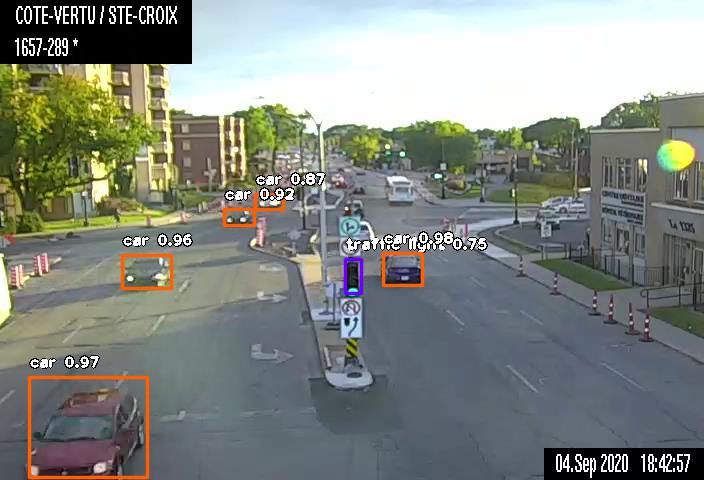 COTE-VERTU / STE-CROIX
1657-289 *
car 0.87
car 0.92
car 0.96
car 0.98
traffic light 0.75
car 0.97
04.Sep 2020 18:42:57